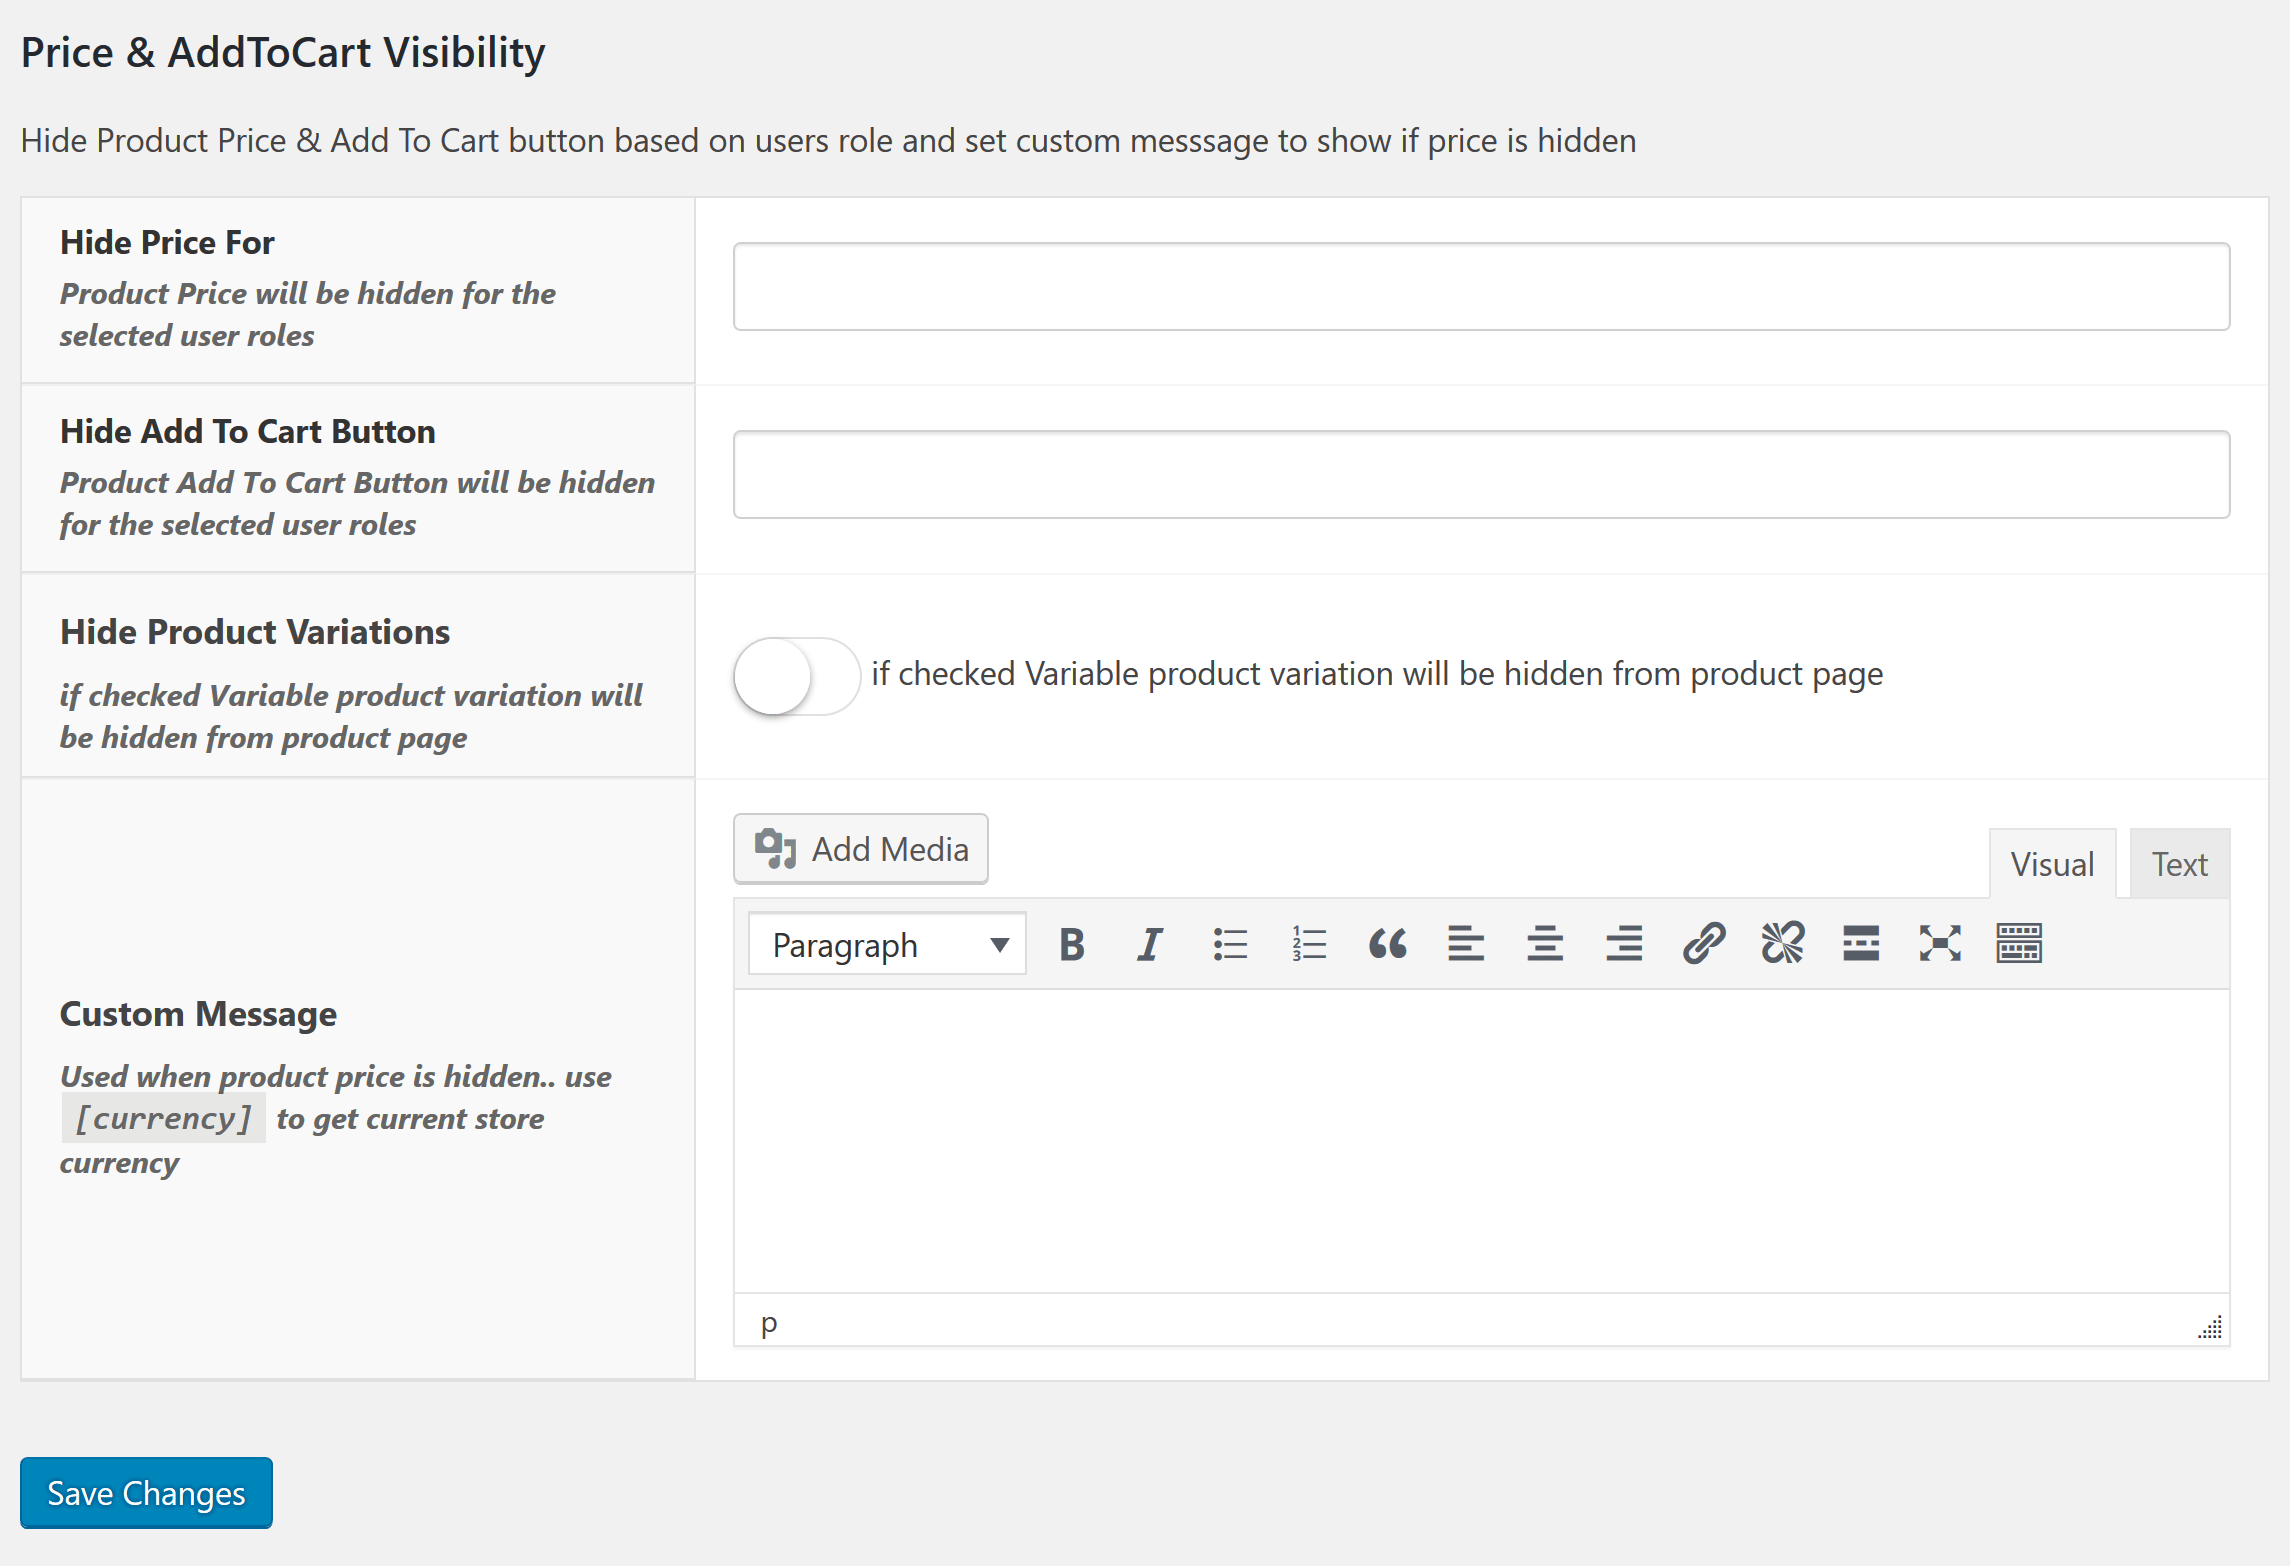 Price & AddToCart Visibility
Hide Product Price & Add To Cart button based on users role and set custom messsage to show if price is hidden
Hide Price For
Product Price will be hidden for the
selected user roles
Hide Add To Cart Button
Product Add To Cart Button will be hidden
for the selected user roles
Hide Product Variations
if checked Variable product variation will
be hidden from product page
if checked Variable product variation will be hidden from product page
Custom Message
Used when product price is hidden.. use
[currency] to get current store
currency
Add Media
Visual Text
Paragraph
p
Save Changes